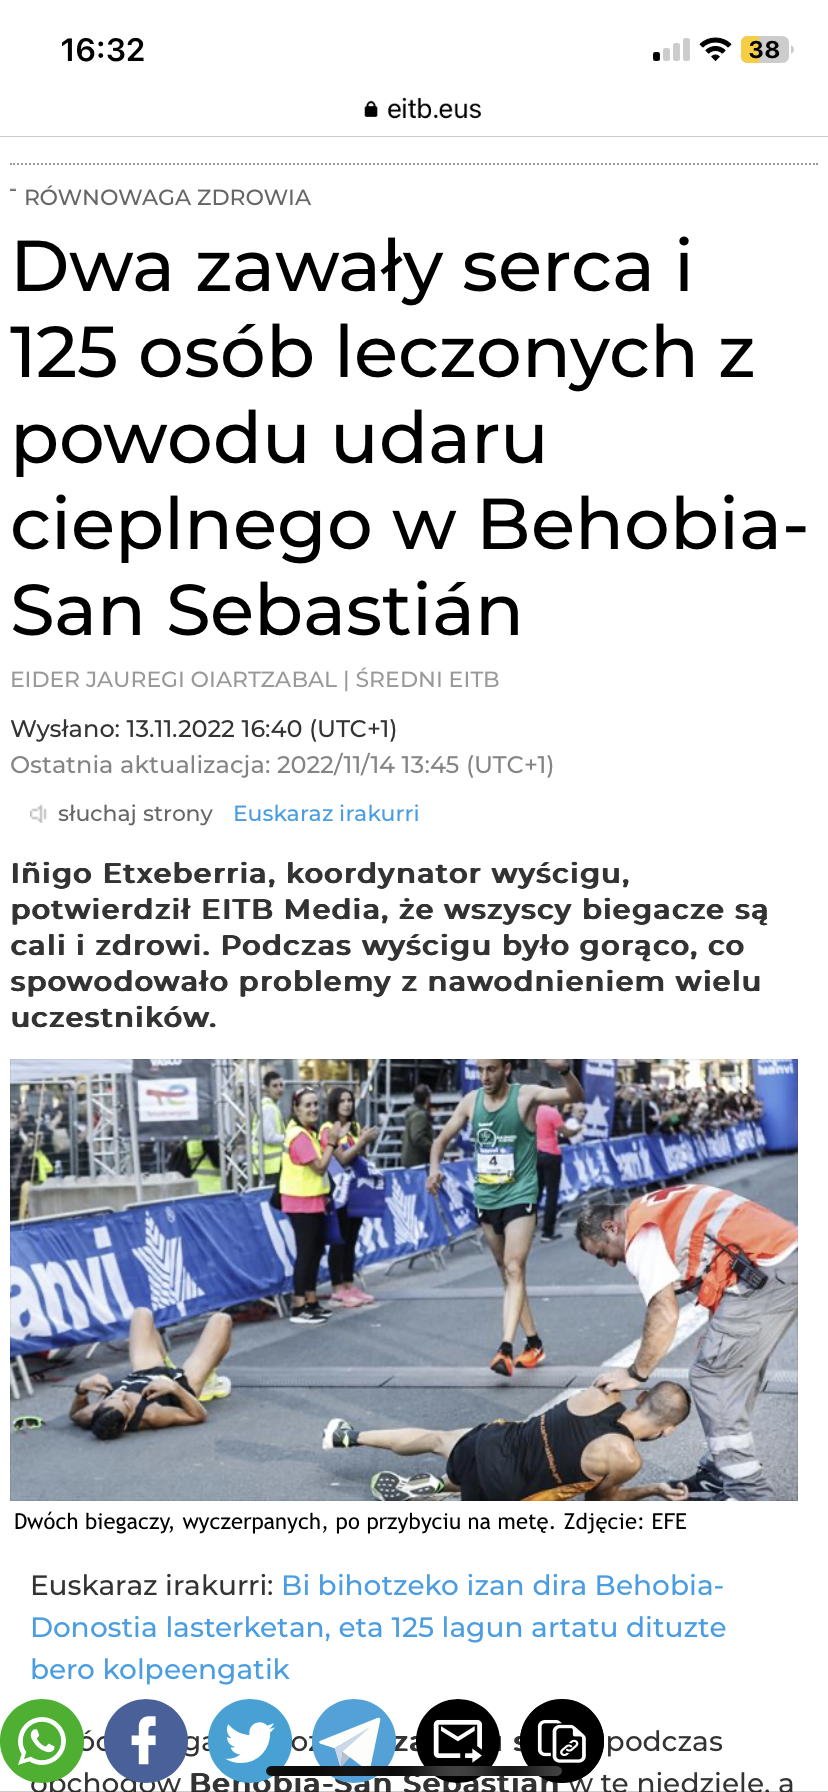 16:32
38
eitb.eus
RÓWNOWAGA ZDROWIA
Dwa zawały serca i
125 osób leczonych z
powodu udaru
cieplnego w Behobia-
San Sebastián
EIDER JAUREGI OIARTZABAL | ŚREDNI EITB
Wysłano: 13.11.2022 16:40 (UTC+1)
Ostatnia aktualizacja: 2022/11/14 13:45 (UTC+1)
słuchaj strony Euskaraz irakurri
Iñigo Etxeberria, koordynator wyścigu,
potwierdził EITB Media, że wszyscy biegacze są
cali i zdrowi. Podczas wyścigu było gorąco, co
spowodowało problemy z nawodnieniem wielu
uczestników.
4
Dwóch biegaczy, wyczerpanych, po przybyciu na metę. Zdjęcie: EFE
Euskaraz irakurri: Bi bihotzeko izan dira Behobia-
Donostia lasterketan, eta 125 lagun artatu dituzte
bero kolpeengatik
podczas
obchodów Behobia-San Sebastián w tę niedzielę, a